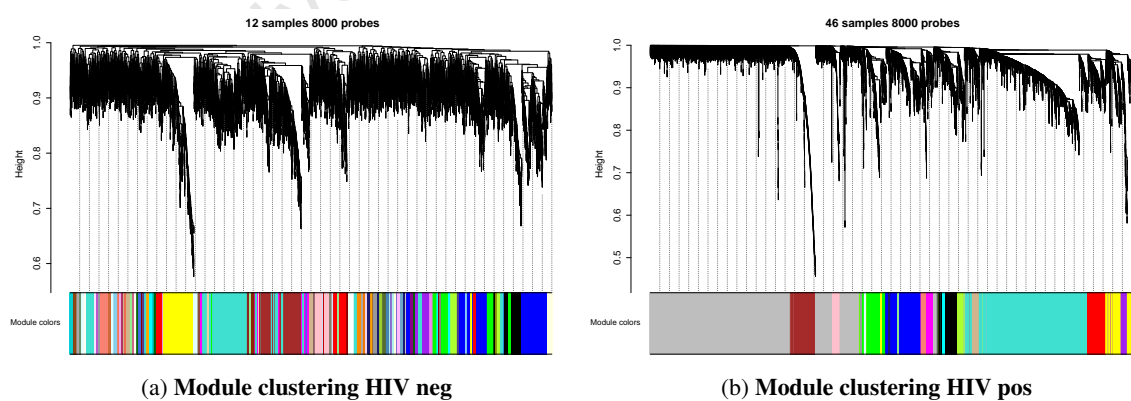 12 samples 8000 probes
1.0
0.9
0.8
0.7
0.6
Height
Module colors
(a) Module clustering HIV neg
46 samples 8000 probes
1.0
0.9
0.8
0.7
0.6
0.5
Height
Module colors
(b) Module clustering HIV pos